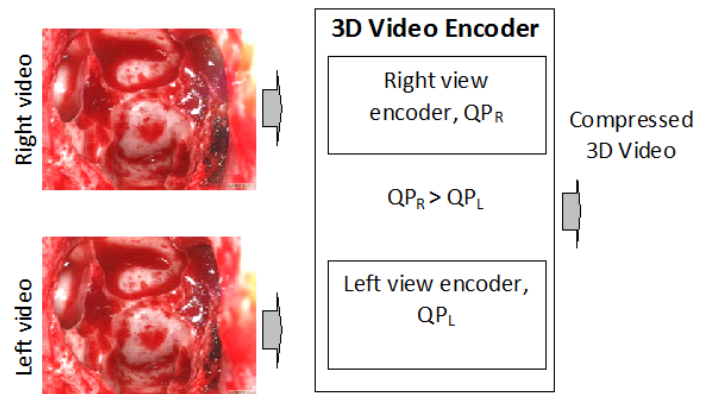 Right video
3D Video Encoder
Right view
encoder, QPR
QPR > QPL
Compressed
3D Video
Left video
Left view encoder,
QPL